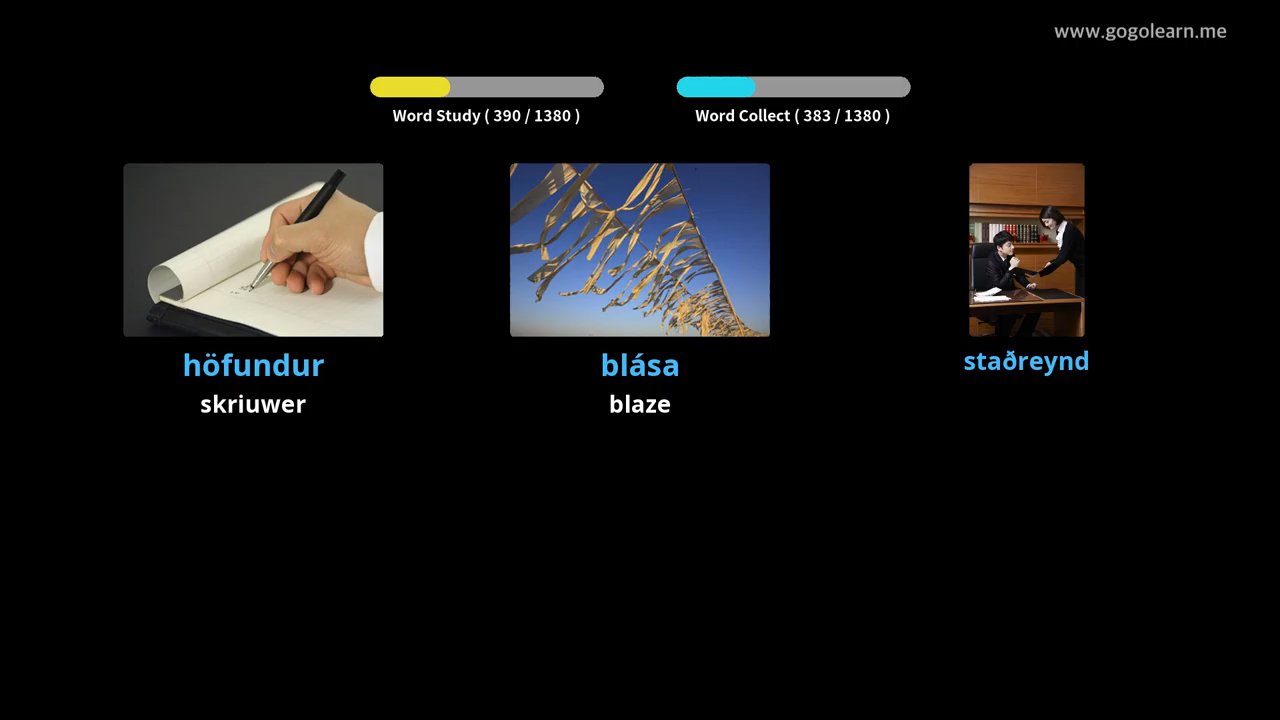 www.gogolearn.me
Word Study ( 390 / 1380 )
Word Collect ( 383 / 1380 )
höfundur
skriuwer
blása
blaze
staðreynd